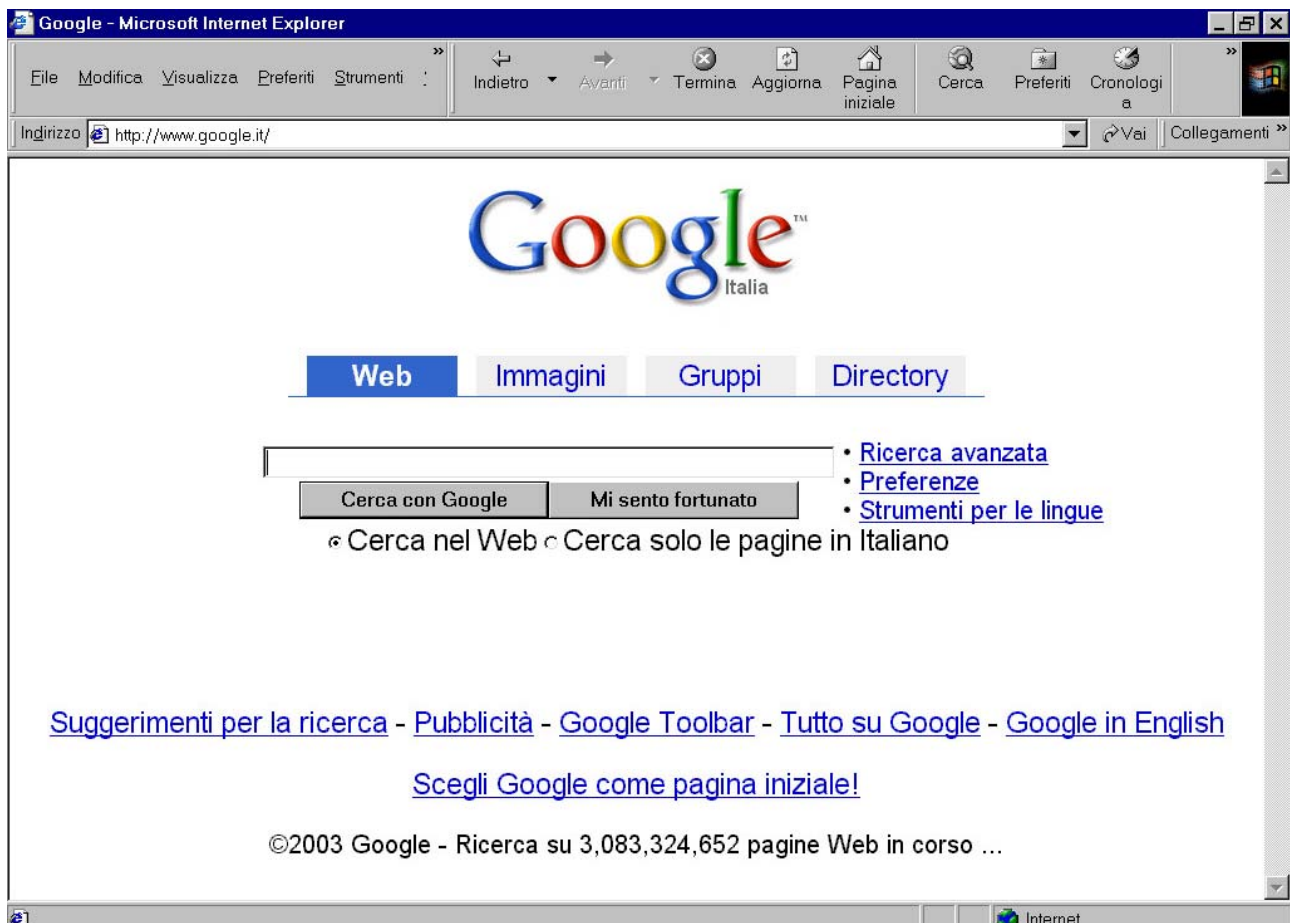 Google - Microsoft Internet Explorer
File Modifica Visualizza Preferiti Strumenti » Indietro Avanti Termina Aggiorna Pagina iniziale Cerca Preferiti Cronologia »
Indirizzo http://www.google.it/ Vai Collegamenti »
Google™
Italia
Web Immagini Gruppi Directory
• Ricerca avanzata
• Preferenze
• Strumenti per le lingue
Cerca con Google Mi sento fortunato
Cerca nel Web Cerca solo le pagine in Italiano
Suggerimenti per la ricerca - Pubblicità - Google Toolbar - Tutto su Google - Google in English
Scegli Google come pagina iniziale!
©2003 Google - Ricerca su 3,083,324,652 pagine Web in corso ...
Internet